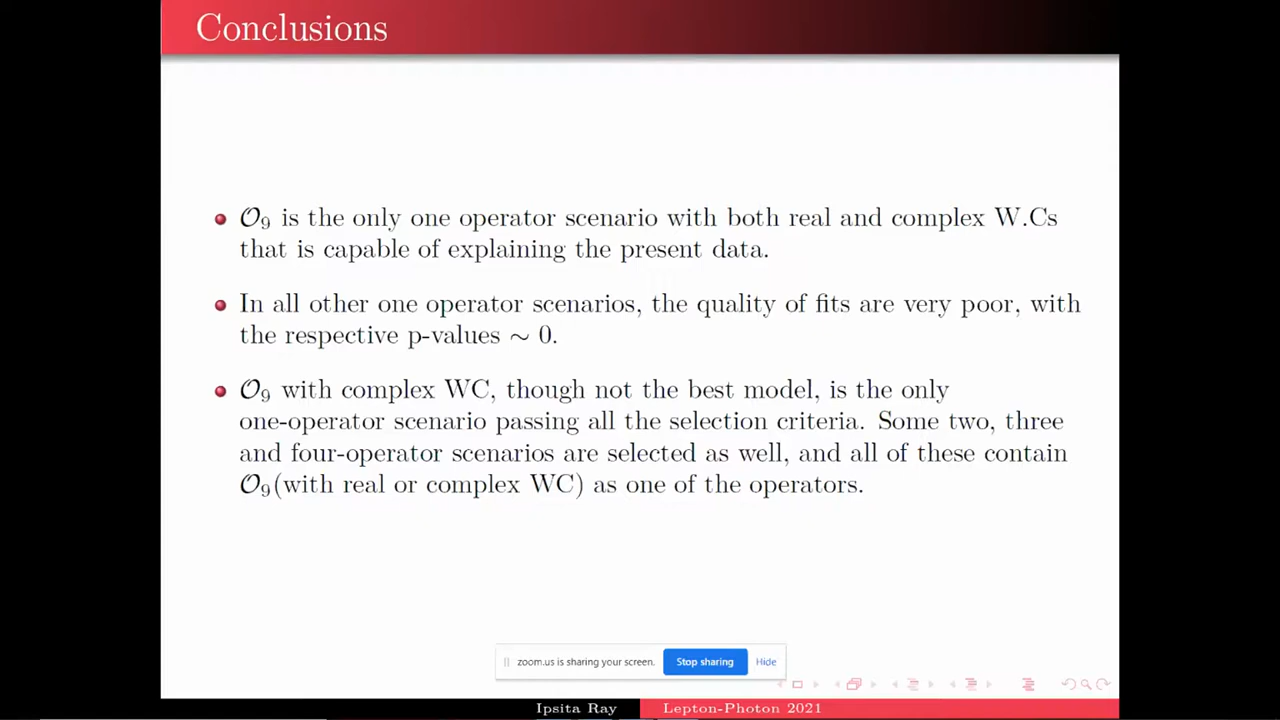 Conclusions
𝒪₉ is the only one operator scenario with both real and complex W.Cs
that is capable of explaining the present data.
In all other one operator scenarios, the quality of fits are very poor, with
the respective p-values ∼ 0.
𝒪₉ with complex WC, though not the best model, is the only
one-operator scenario passing all the selection criteria. Some two, three
and four-operator scenarios are selected as well, and all of these contain
𝒪₉(with real or complex WC) as one of the operators.
zoom.us is sharing your screen. Stop sharing Hide
Ipsita Ray Lepton-Photon 2021